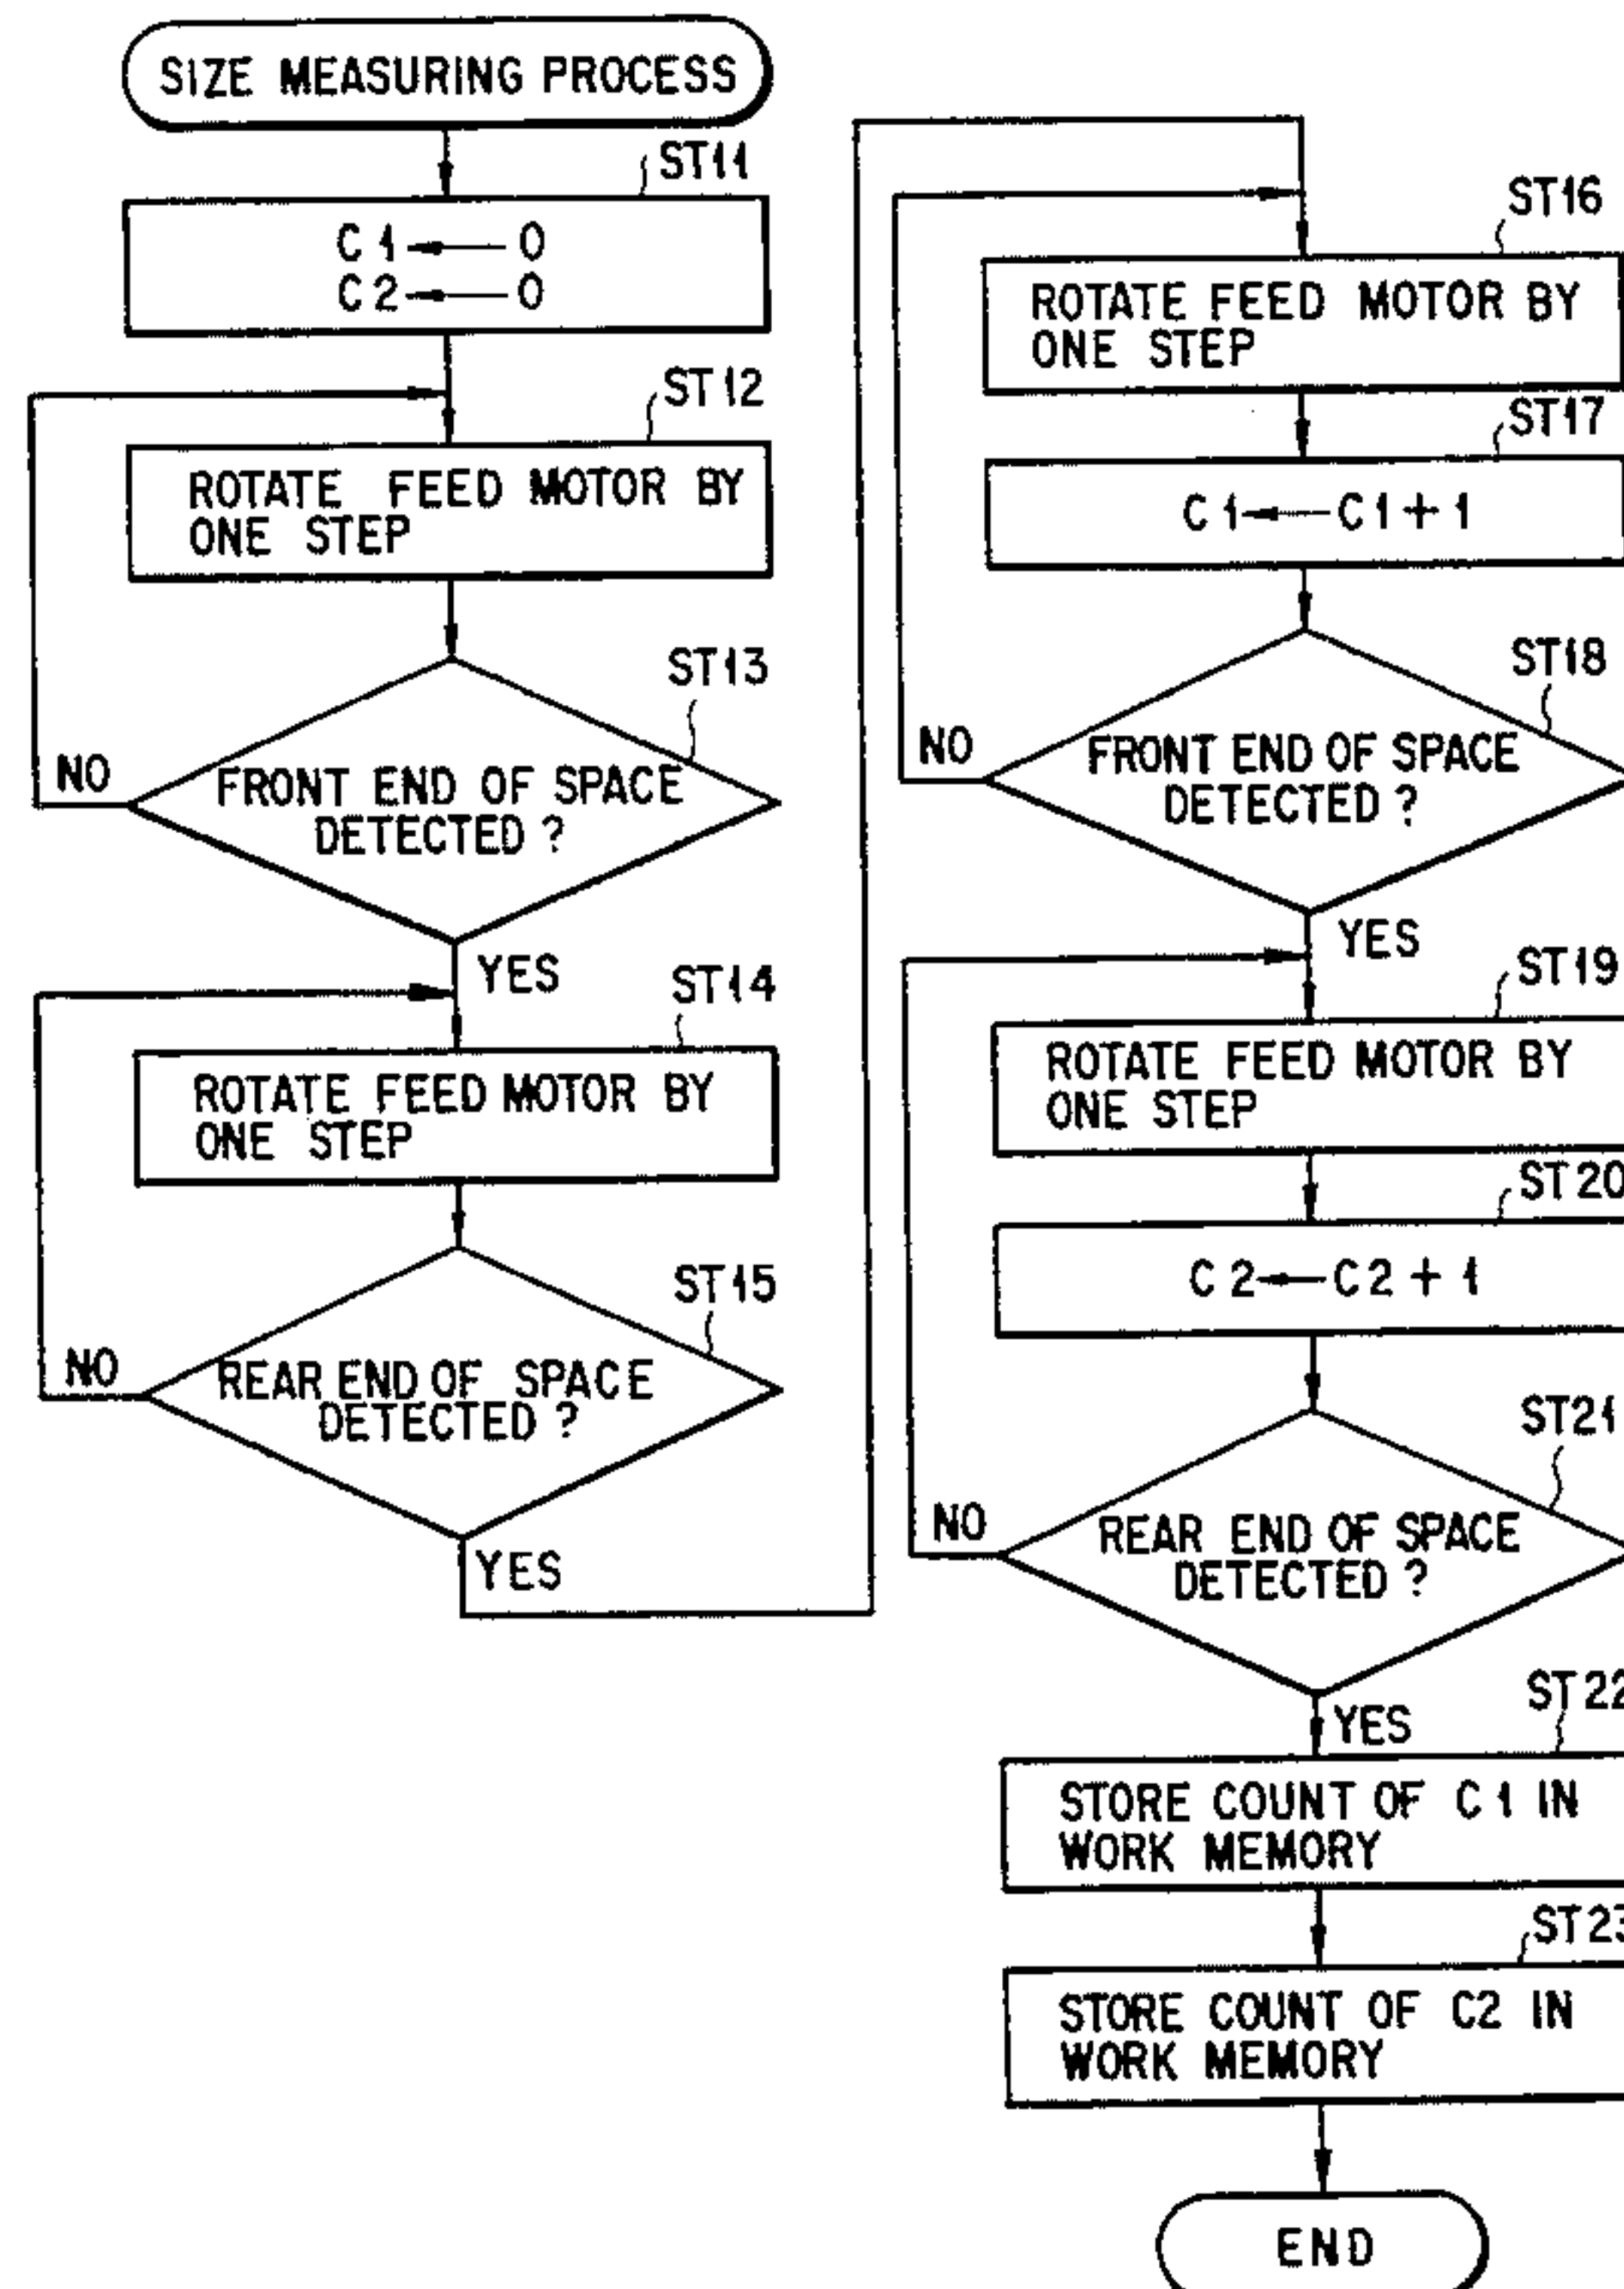 SIZE MEASURING PROCESS
ST11
C1 ← 0
C2 ← 0
ST12
ROTATE FEED MOTOR BY
ONE STEP
ST13
NO
FRONT END OF SPACE
DETECTED ?
YES
ST14
ROTATE FEED MOTOR BY
ONE STEP
ST15
NO
REAR END OF SPACE
DETECTED ?
YES
ST16
ROTATE FEED MOTOR BY
ONE STEP
ST17
C1 ← C1 + 1
ST18
NO
FRONT END OF SPACE
DETECTED ?
YES
ST19
ROTATE FEED MOTOR BY
ONE STEP
ST20
C2 ← C2 + 1
ST21
NO
REAR END OF SPACE
DETECTED ?
YES
ST22
STORE COUNT OF C1 IN
WORK MEMORY
ST23
STORE COUNT OF C2 IN
WORK MEMORY
END